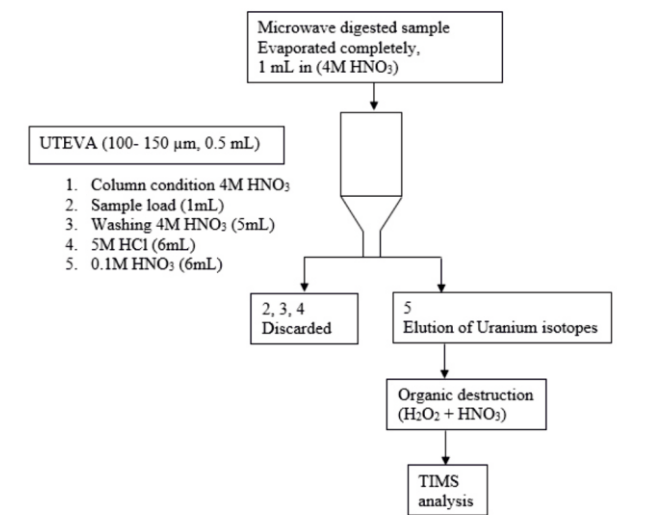 Microwave digested sample
Evaporated completely,
1 mL in (4M HNO₃)
UTEVA (100- 150 µm, 0.5 mL)
1. Column condition 4M HNO₃
2. Sample load (1mL)
3. Washing 4M HNO₃ (5mL)
4. 5M HCl (6mL)
5. 0.1M HNO₃ (6mL)
2, 3, 4
Discarded
5
Elution of Uranium isotopes
Organic destruction
(H₂O₂ + HNO₃)
TIMS
analysis